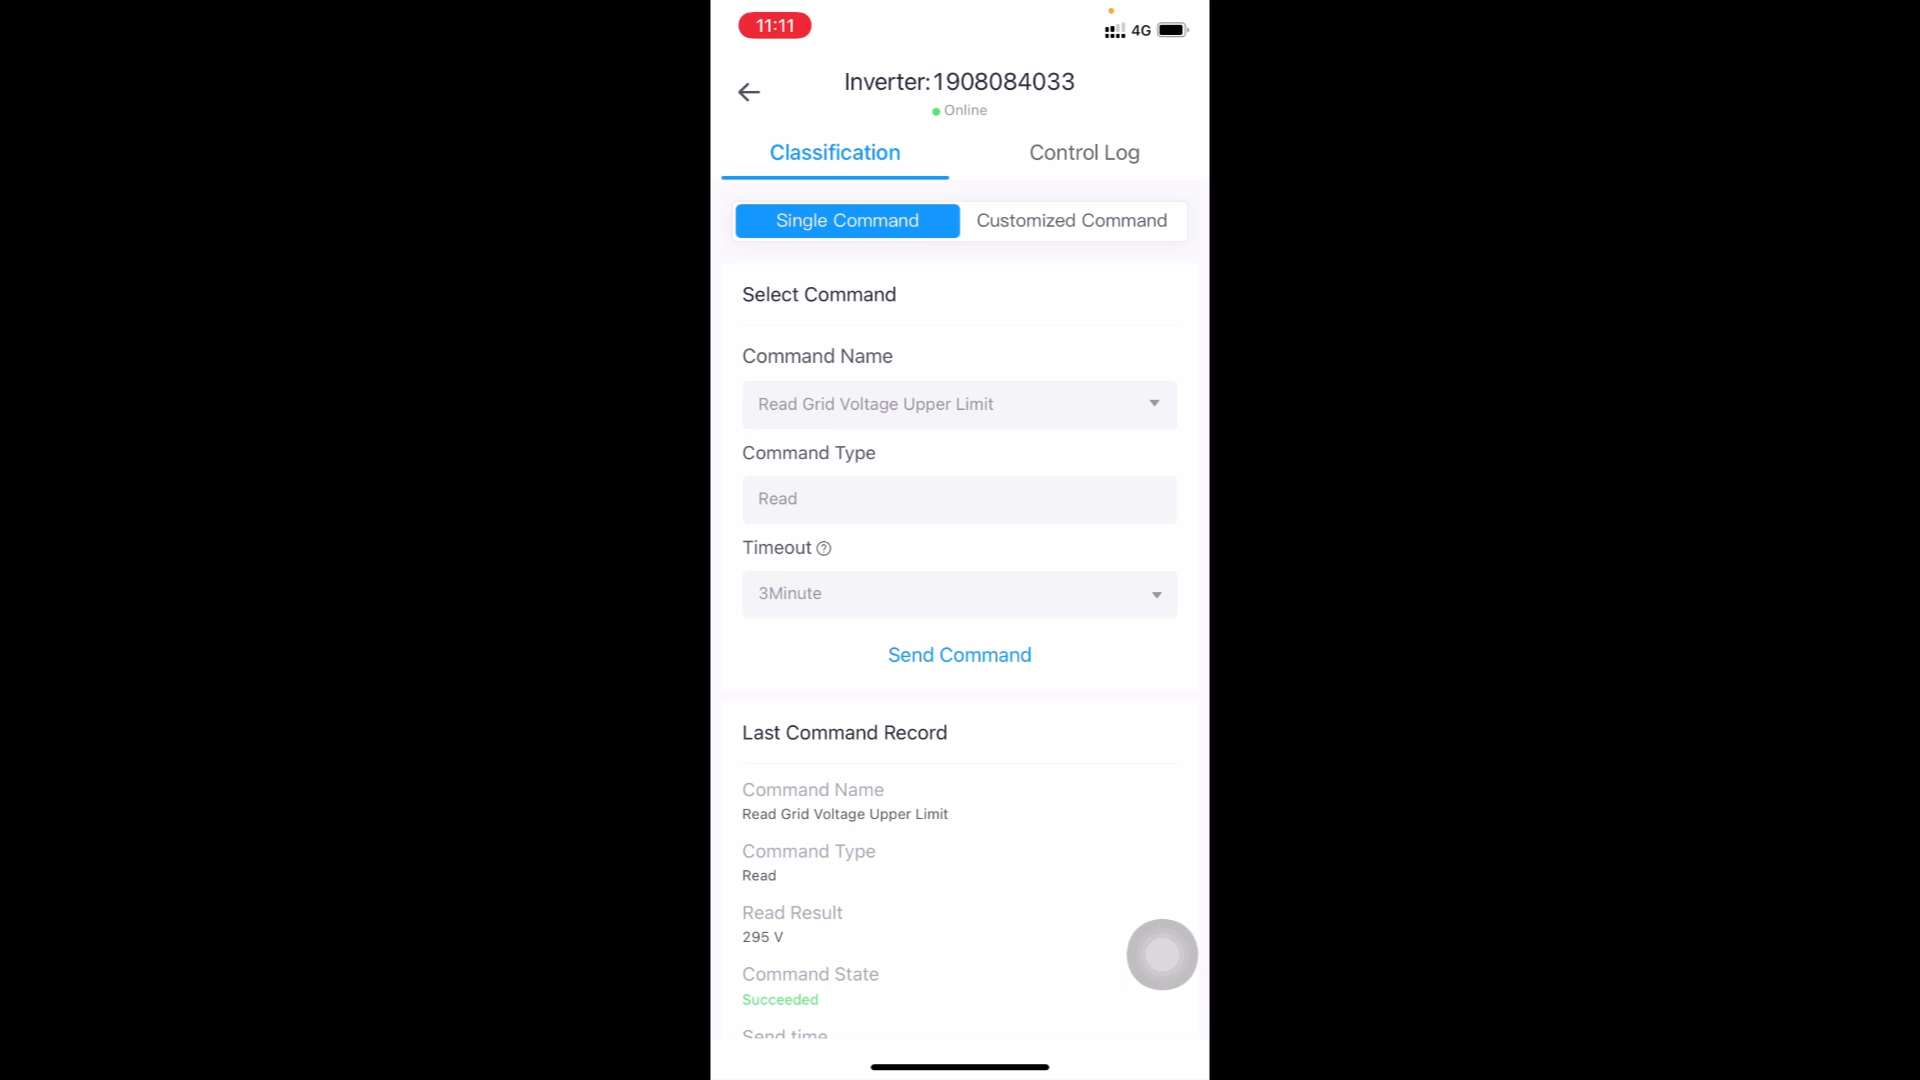 11:11
4G
Inverter:1908084033
Online
Classification
Control Log
Single Command
Customized Command
Select Command
Command Name
Read Grid Voltage Upper Limit
Command Type
Read
Timeout
3Minute
Send Command
Last Command Record
Command Name
Read Grid Voltage Upper Limit
Command Type
Read
Read Result
295 V
Command State
Succeeded
Send time